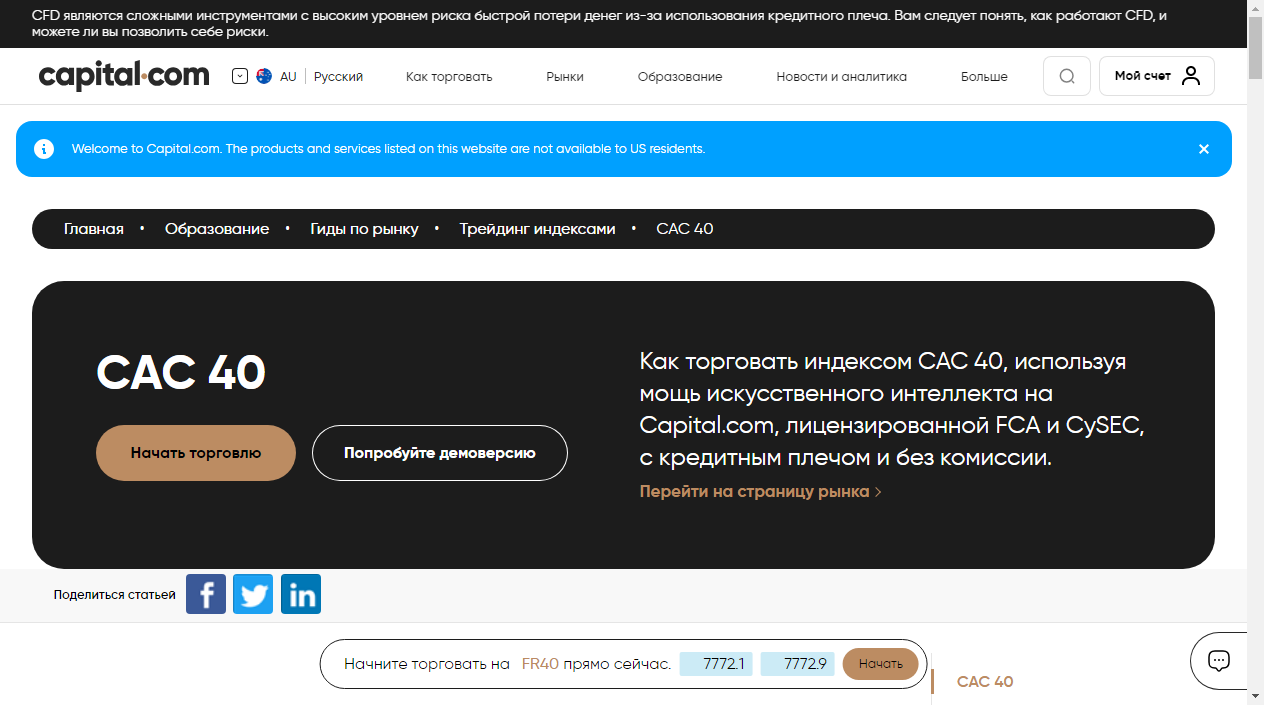 CFD являются сложными инструментами с высоким уровнем риска быстрой потери денег из-за использования кредитного плеча. Вам следует понять, как работают CFD, и
можете ли вы позволить себе риски.
capital.com AU Русский Как торговать Рынки Образование Новости и аналитика Больше Мой счет
Welcome to Capital.com. The products and services listed on this website are not available to US residents.
Главная • Образование • Гиды по рынку • Трейдинг индексами • CAC 40
CAC 40
Начать торговлю
Попробуйте демоверсию
Как торговать индексом CAC 40, используя
мощь искусственного интеллекта на
Capital.com, лицензированной FCA и CySEC,
с кредитным плечом и без комиссии.
Перейти на страницу рынка
Поделиться статьей
Начните торговать на FR40 прямо сейчас. 7772.1 7772.9 Начать
CAC 40